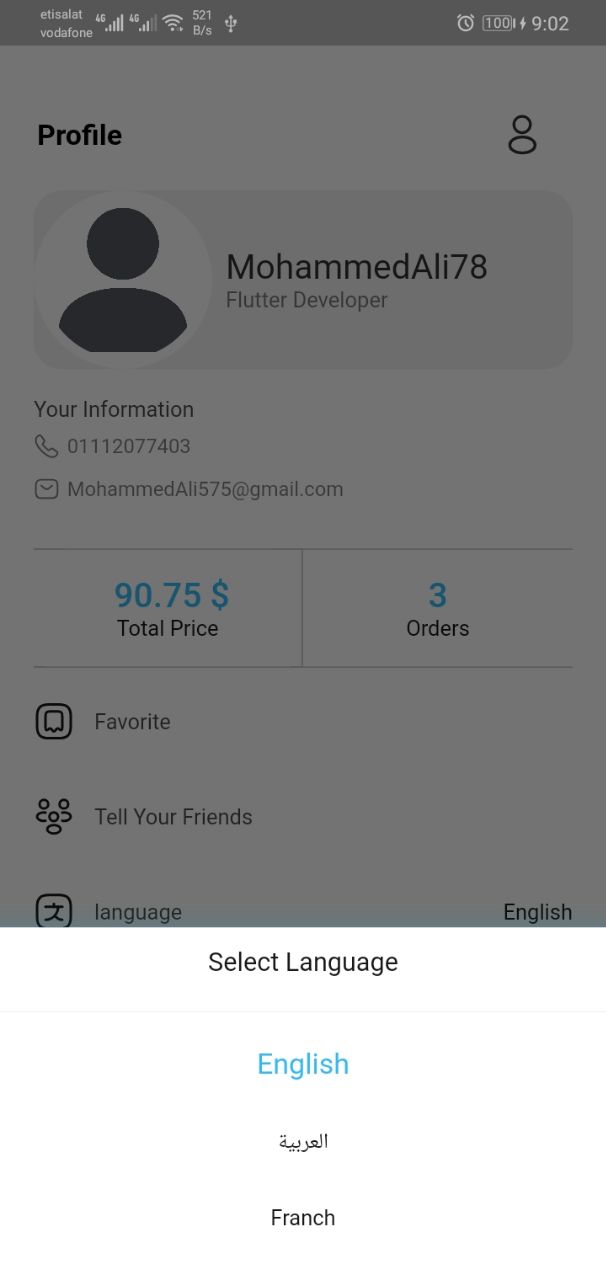 etisalat
vodafone
4G
4G
521
B/s
100
9:02
Profile
MohammedAli78
Flutter Developer
Your Information
01112077403
MohammedAli575@gmail.com
90.75 $
Total Price
3
Orders
Favorite
Tell Your Friends
文
language
English
Select Language
English
العربية
Franch